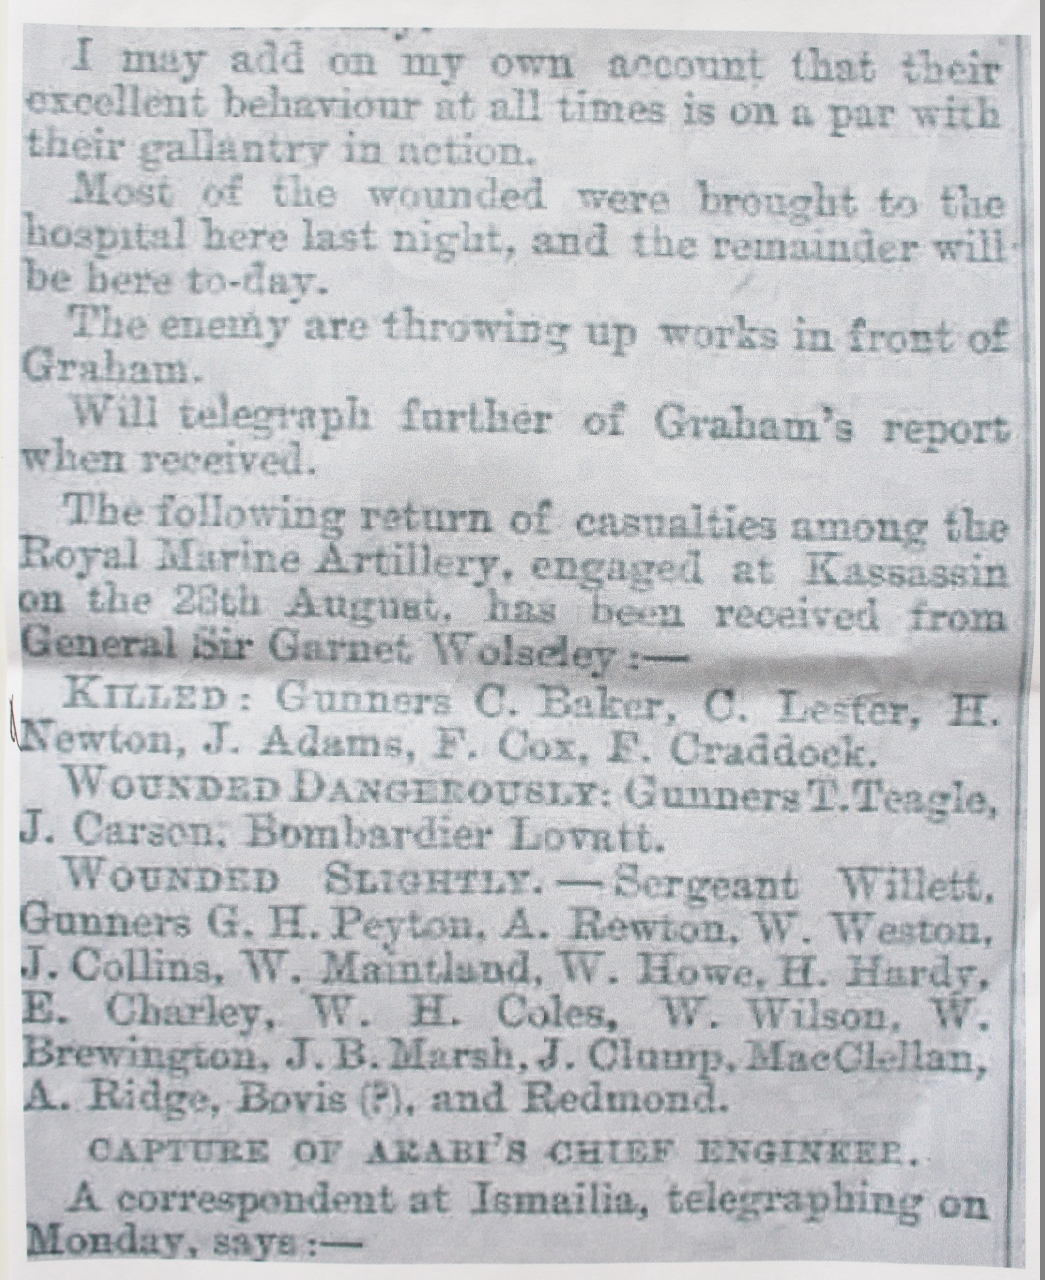 I may add on my own account that their
excellent behaviour at all times is on a par with
their gallantry in action.
Most of the wounded were brought to the
hospital here last night, and the remainder will
be here to-day.
The enemy are throwing up works in front of
Graham.
Will telegraph further of Graham's report
when received.
The following return of casualties among the
Royal Marine Artillery, engaged at Kassassin
on the 28th August, has been received from
General Sir Garnet Wolseley :—
KILLED : Gunners C. Baker, C. Lester, H.
Newton, J. Adams, F. Cox, F. Craddock.
WOUNDED DANGEROUSLY: Gunners T. Teagle,
J. Carson, Bombardier Lovatt.
WOUNDED SLIGHTLY. — Sergeant Willett,
Gunners G. H. Peyton, A. Rewton, W. Weston,
J. Collins, W. Maintland, W. Howe, H. Hardy,
E. Charley, W. H. Coles, W. Wilson, W.
Brewington, J. B. Marsh, J. Clump, MacClellan,
A. Ridge, Bovis (?), and Redmond.
CAPTURE OF ARABI'S CHIEF ENGINEER.
A correspondent at Ismailia, telegraphing on
Monday, says :—